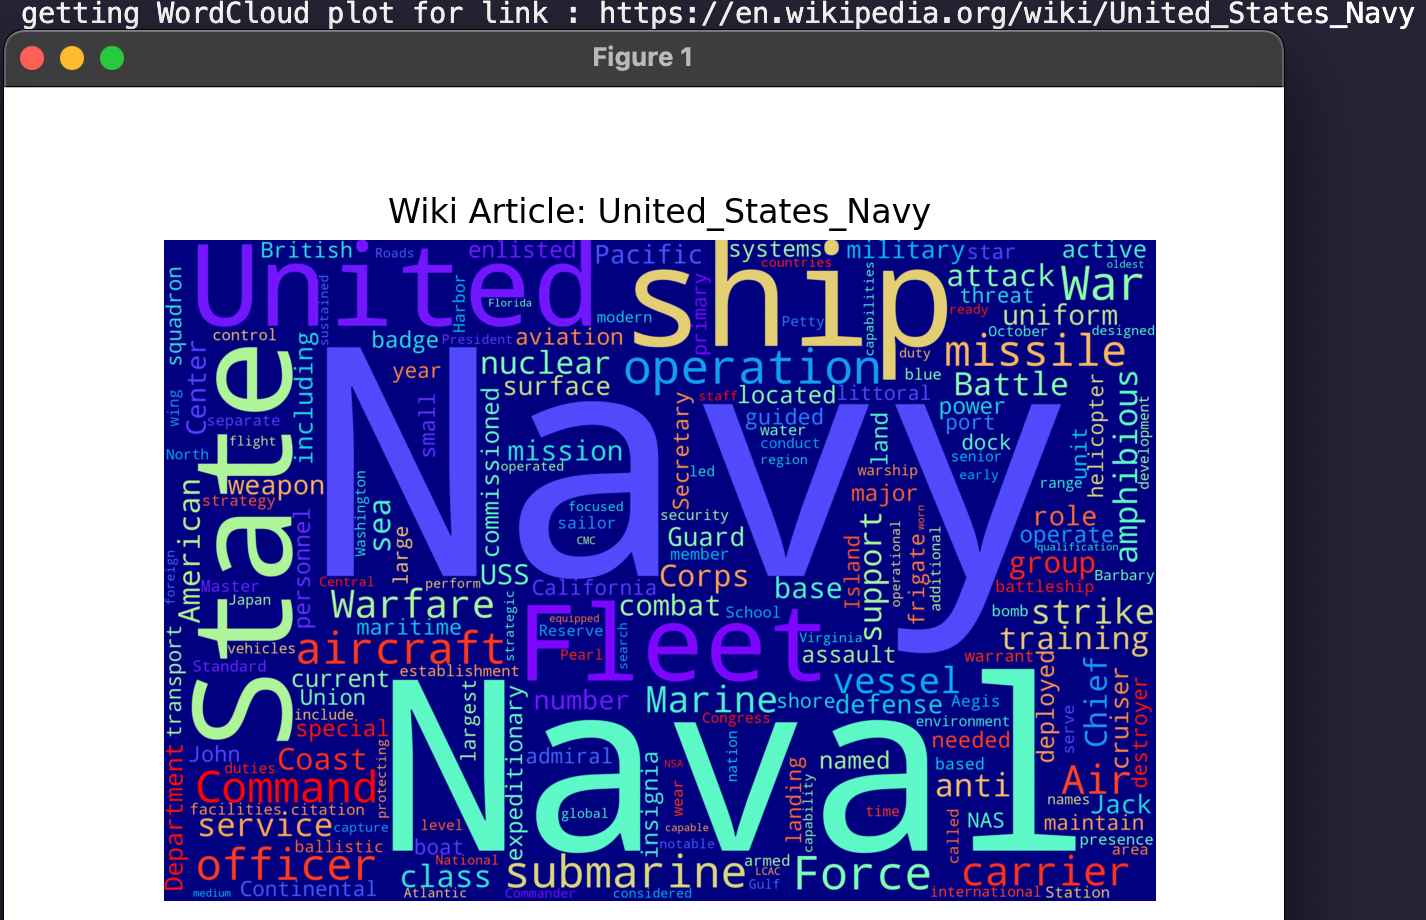 getting WordCloud plot for link : https://en.wikipedia.org/wiki/United_States_Navy
Figure 1
Wiki Article: United_States_Navy
British
Roads
enlisted
Pacific
systems
military
star
active
countries
oldest
United
ship
attack
War
squadron
sustained
Harbor
Florida
primary
capabilities
threat
ready
uniform
modern
Petty
October
designed
control
badge
President
aviation
missile
Center
State
including
year
nuclear
operation
duty
blue
Battle
surface
wing
separate
small
Navy
commissioned
staff
located
littoral
guided
power
port
helicopter
amphibious
development
flight
North
mission
operated
Secretary
water
conduct
region
land
dock
senior
early
unit
led
warship
weapon
strategy
American
Washington
sea
focused
sailor
CMC
security
major
range
worn
role
operate
qualification
personnel
large
Guard
member
support
operational
frigate
additional
foreign
Master
Japan
Central
perform
USS
California
Corps
base
Island
group
battleship
Barbary
Warfare
strategic
combat
School
bomb
strike
maritime
equipped
Reserve
search
Fleet
Virginia
training
transport
vehicles
Standard
aircraft
Pearl
assault
warrant
establishment
current
Union
include
special
largest
expeditionary
number
Marine
shore
vessel
defense
Aegis
deployed
Chief
cruiser
destroyer
serve
Congress
environment
needed
John
duties
Coast
protecting
Naval
admiral
insignia
NSA
nation
named
based
Department
Command
wear
landing
capability
anti
Air
names
Jack
facilities
citation
global
time
service
capture
level
capable
called
NAS
maintain
ballistic
boat
notable
presence
area
officer
National
class
submarine
armed
LCAC
Gulf
Force
carrier
medium
Continental
Atlantic
Commander
considered
international
Station